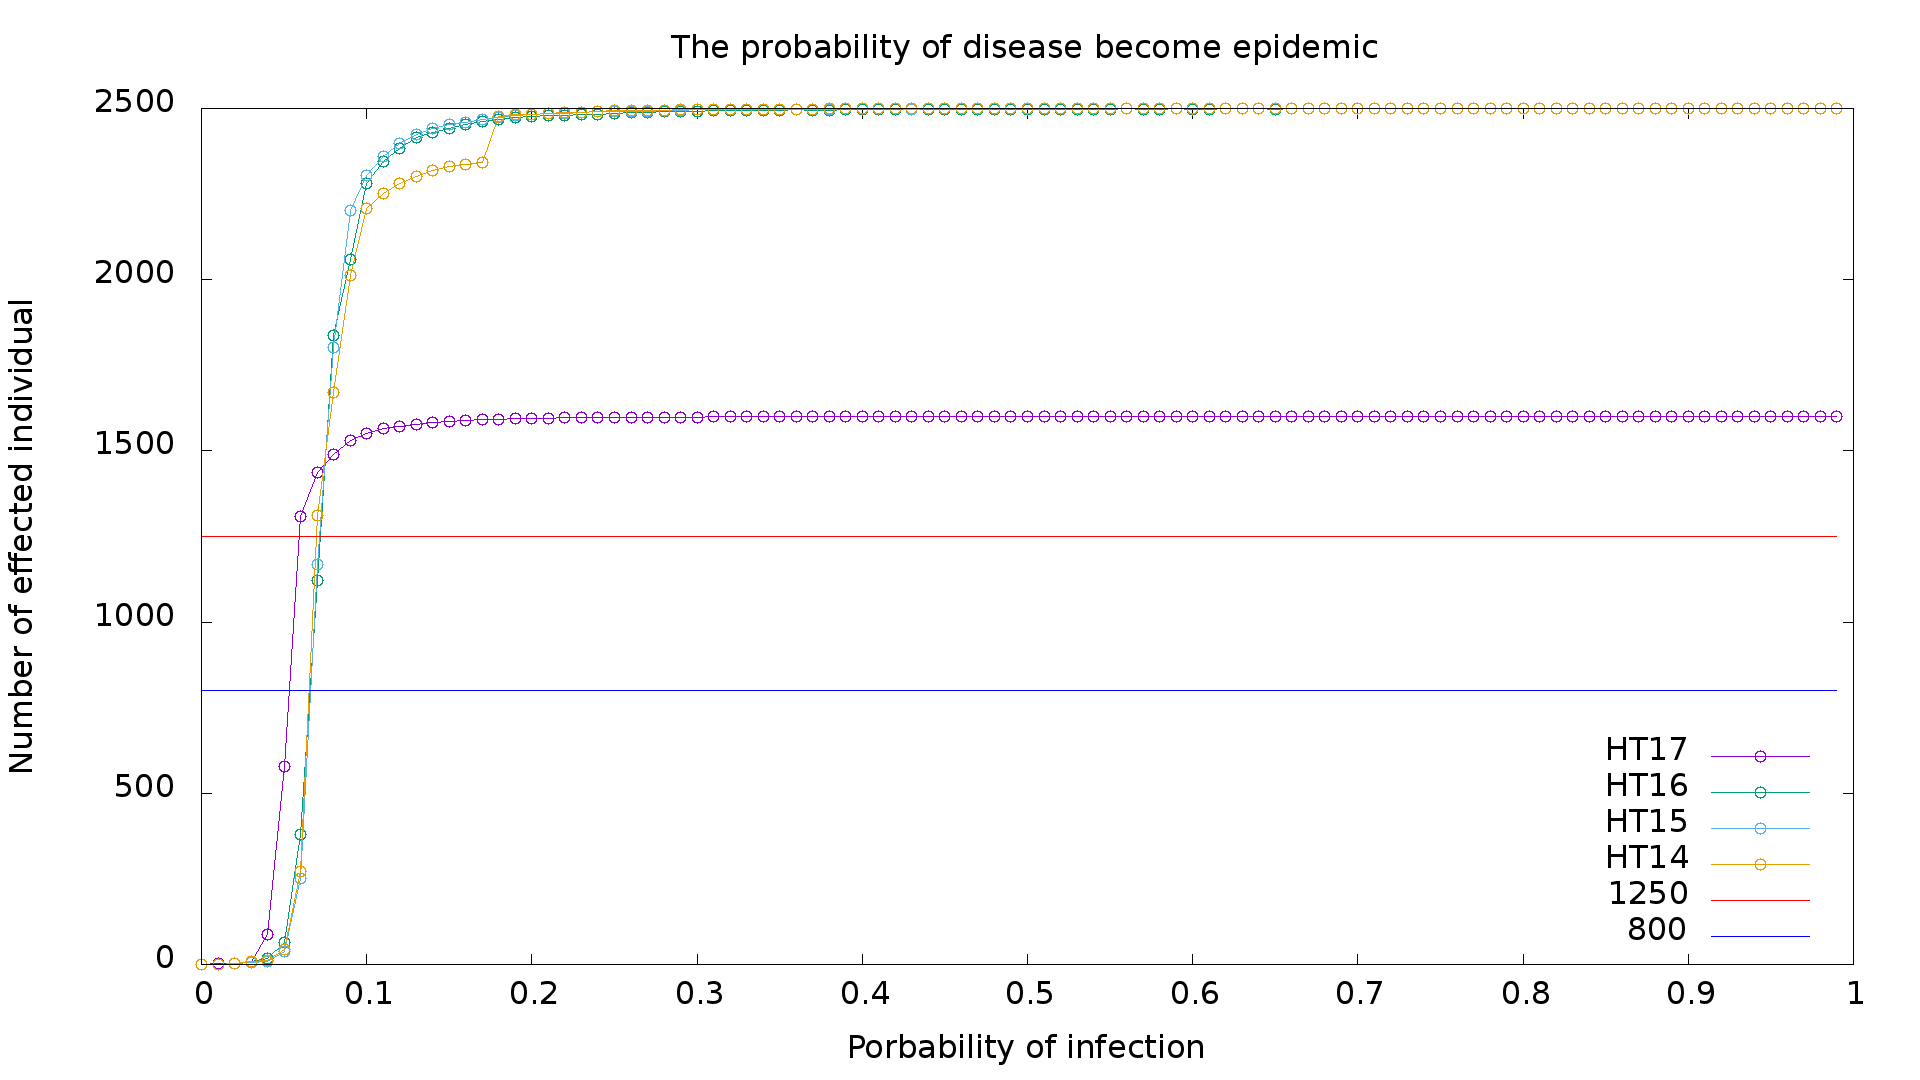 The probability of disease become epidemic
Number of effected individual
2500
2000
1500
1000
500
0
0 0.1 0.2 0.3 0.4 0.5 0.6 0.7 0.8 0.9 1
Porbability of infection
HT17
HT16
HT15
HT14
1250
800